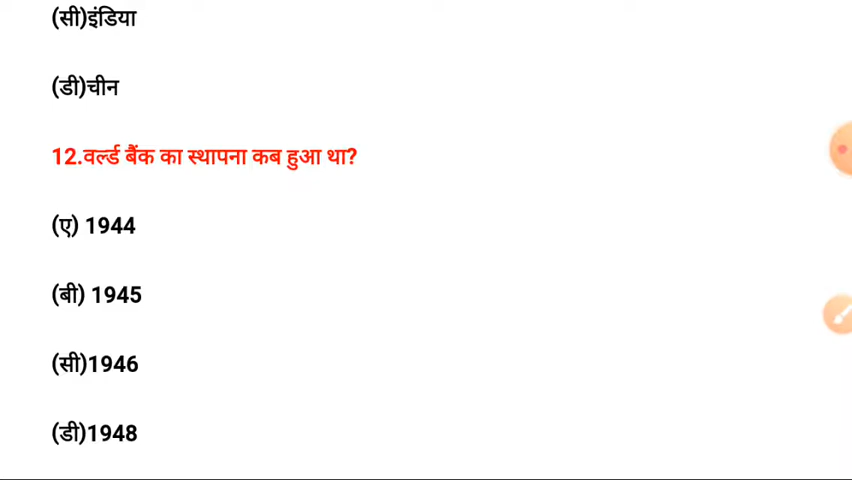 (सी)इंडिया
(डी)चीन
12.वर्ल्ड बैंक का स्थापना कब हुआ था?
(ए) 1944
(बी) 1945
(सी)1946
(डी)1948